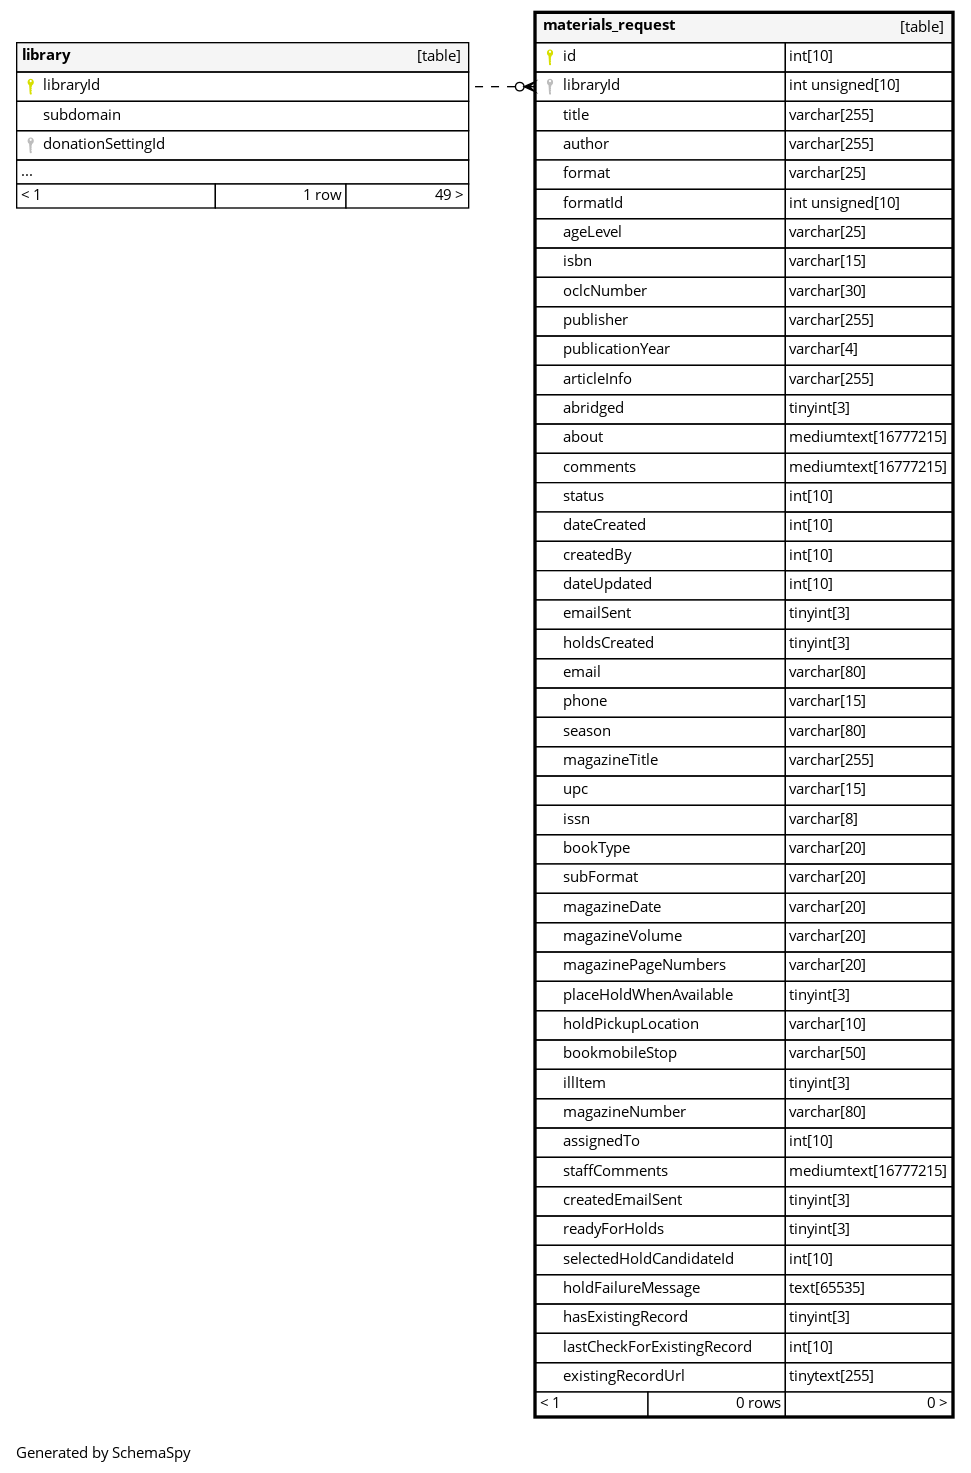 library [table]
libraryId
subdomain
donationSettingId
...
< 1 1 row 49 >
materials_request [table]
id int[10]
libraryId int unsigned[10]
title varchar[255]
author varchar[255]
format varchar[25]
formatId int unsigned[10]
ageLevel varchar[25]
isbn varchar[15]
oclcNumber varchar[30]
publisher varchar[255]
publicationYear varchar[4]
articleInfo varchar[255]
abridged tinyint[3]
about mediumtext[16777215]
comments mediumtext[16777215]
status int[10]
dateCreated int[10]
createdBy int[10]
dateUpdated int[10]
emailSent tinyint[3]
holdsCreated tinyint[3]
email varchar[80]
phone varchar[15]
season varchar[80]
magazineTitle varchar[255]
upc varchar[15]
issn varchar[8]
bookType varchar[20]
subFormat varchar[20]
magazineDate varchar[20]
magazineVolume varchar[20]
magazinePageNumbers varchar[20]
placeHoldWhenAvailable tinyint[3]
holdPickupLocation varchar[10]
bookmobileStop varchar[50]
illItem tinyint[3]
magazineNumber varchar[80]
assignedTo int[10]
staffComments mediumtext[16777215]
createdEmailSent tinyint[3]
readyForHolds tinyint[3]
selectedHoldCandidateId int[10]
holdFailureMessage text[65535]
hasExistingRecord tinyint[3]
lastCheckForExistingRecord int[10]
existingRecordUrl tinytext[255]
< 1 0 rows 0 >
Generated by SchemaSpy